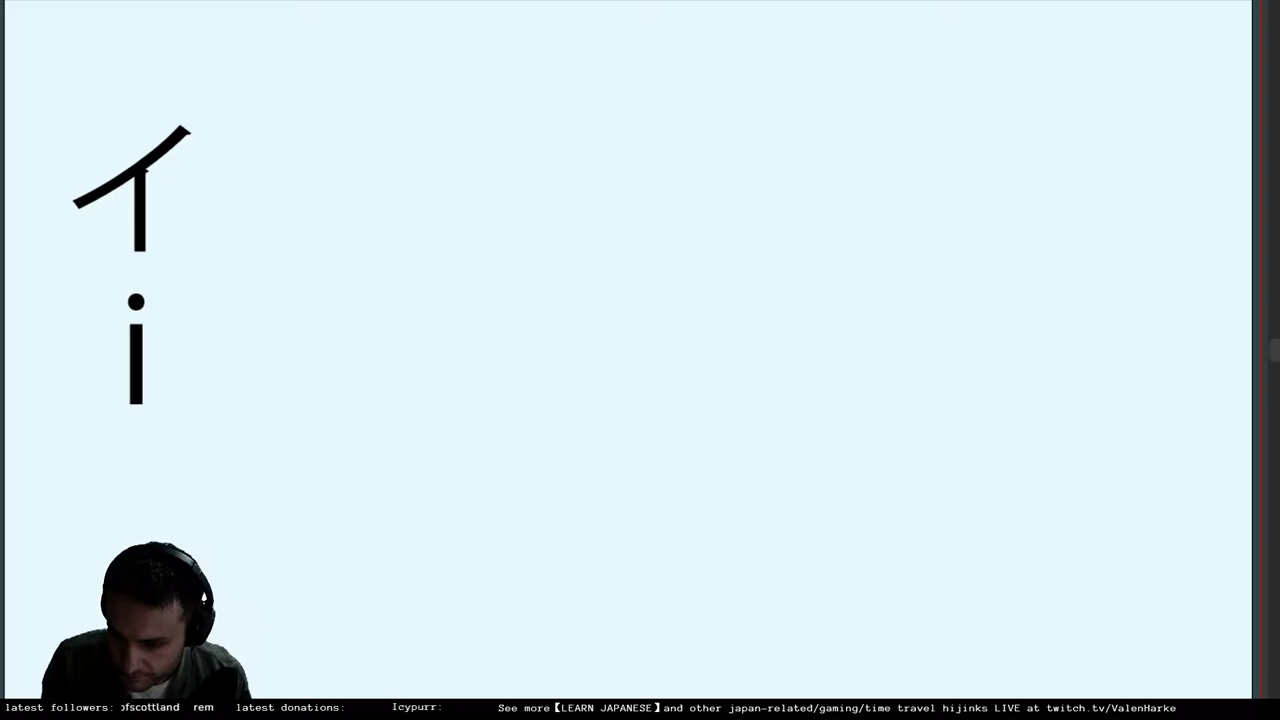 イ
i
latest followers: ofscottland rem latest donations: Icypurr: See more【LEARN JAPANESE】and other japan-related/gaming/time travel hijinks LIVE at twitch.tv/ValenHarke